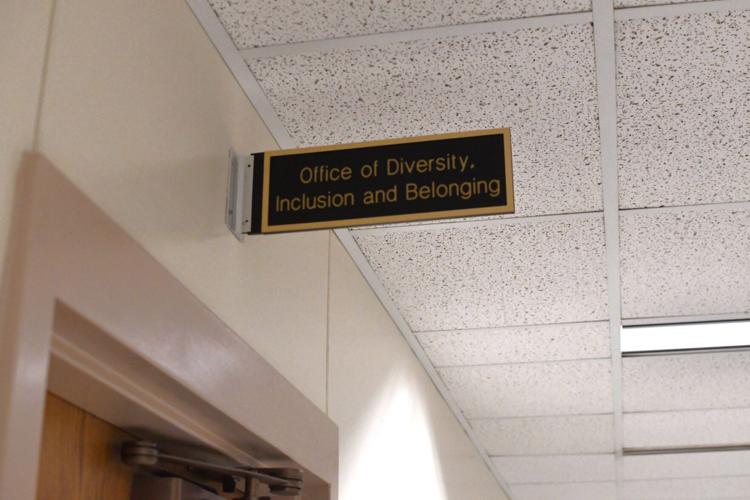 Office of Diversity,
Inclusion and Belonging